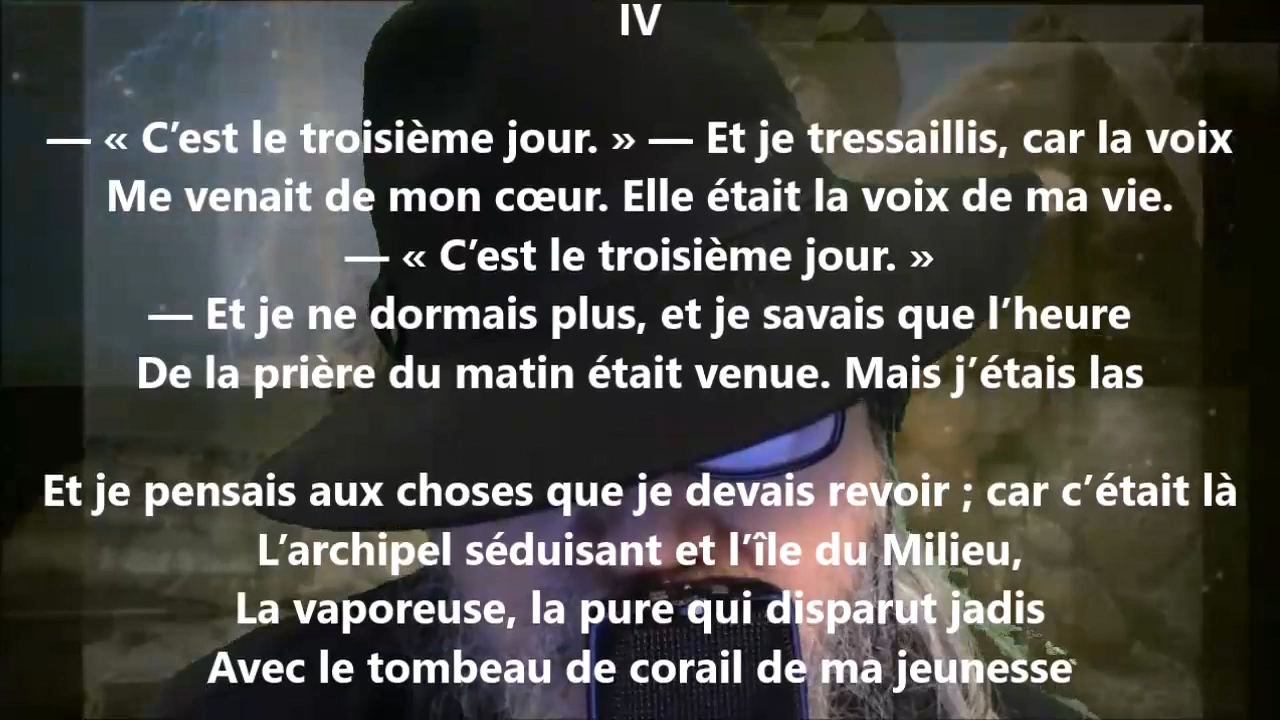 IV
— « C’est le troisième jour. » — Et je tressaillis, car la voix
Me venait de mon cœur. Elle était la voix de ma vie.
— « C’est le troisième jour. »
— Et je ne dormais plus, et je savais que l’heure
De la prière du matin était venue. Mais j’étais las
Et je pensais aux choses que je devais revoir ; car c’était là
L’archipel séduisant et l’île du Milieu,
La vaporeuse, la pure qui disparut jadis
Avec le tombeau de corail de ma jeunesse